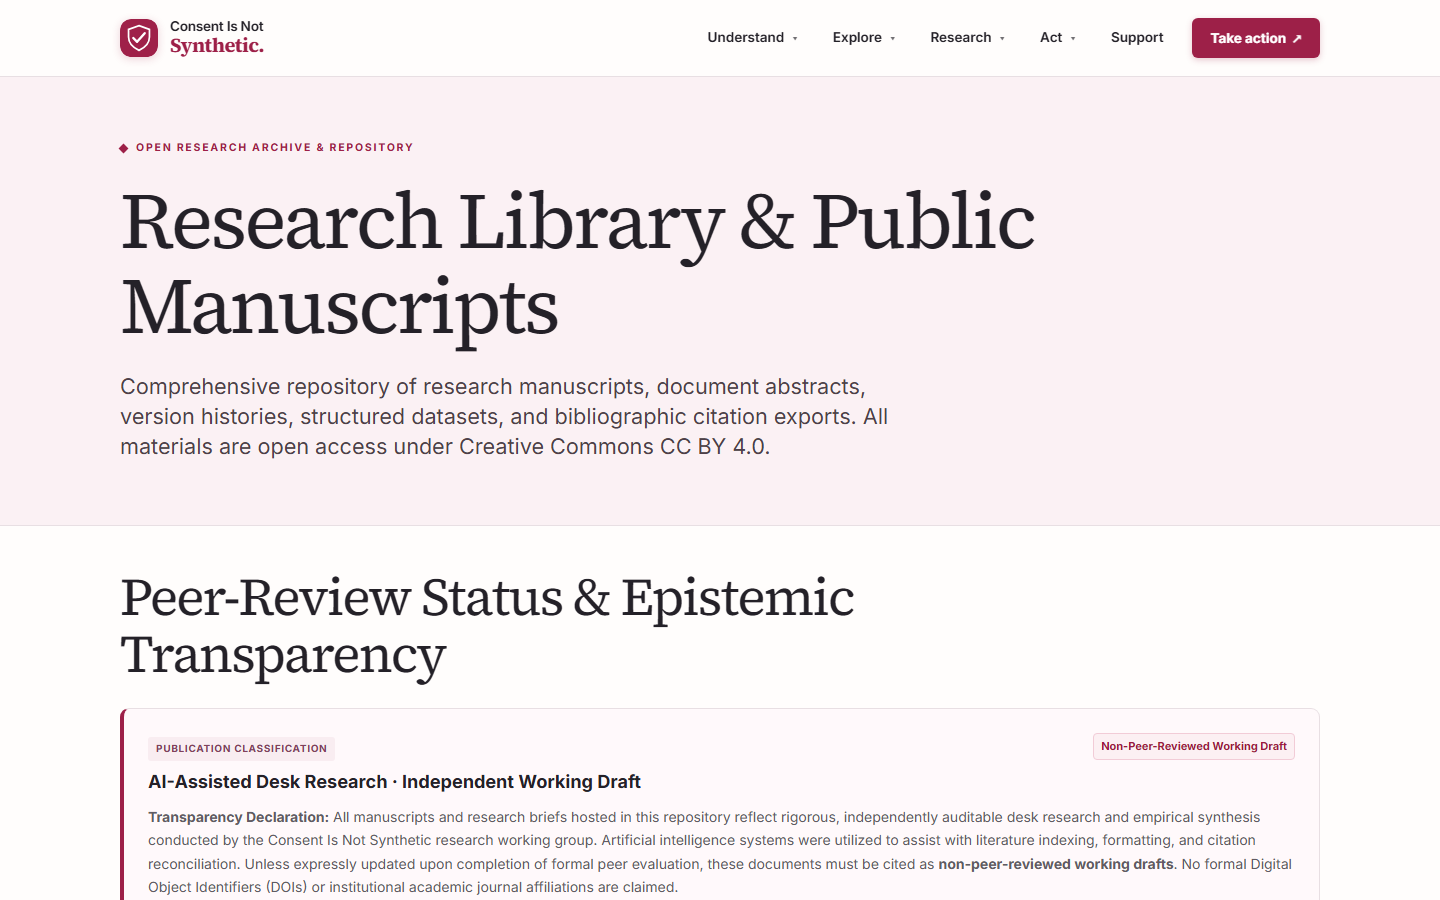 Consent Is Not
Synthetic.
Understand
Explore
Research
Act
Support
Take action ↗
◆ OPEN RESEARCH ARCHIVE & REPOSITORY
Research Library & Public
Manuscripts
Comprehensive repository of research manuscripts, document abstracts,
version histories, structured datasets, and bibliographic citation exports. All
materials are open access under Creative Commons CC BY 4.0.
Peer-Review Status & Epistemic
Transparency
PUBLICATION CLASSIFICATION
Non-Peer-Reviewed Working Draft
AI-Assisted Desk Research · Independent Working Draft
Transparency Declaration: All manuscripts and research briefs hosted in this repository reflect rigorous, independently auditable desk research and empirical synthesis
conducted by the Consent Is Not Synthetic research working group. Artificial intelligence systems were utilized to assist with literature indexing, formatting, and citation
reconciliation. Unless expressly updated upon completion of formal peer evaluation, these documents must be cited as non-peer-reviewed working drafts. No formal Digital
Object Identifiers (DOIs) or institutional academic journal affiliations are claimed.